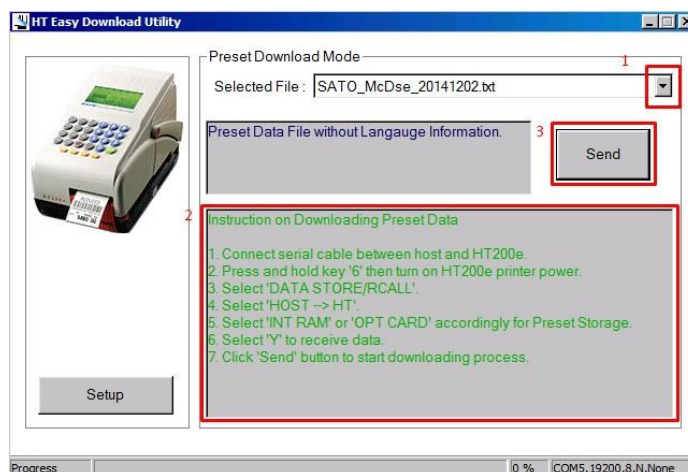 HT Easy Download Utility
Preset Download Mode
1
Selected File : SATO_McDse_20141202.txt
Preset Data File without Langauge Information.
3
Send
2
Instruction on Downloading Preset Data
1. Connect serial cable between host and HT200e.
2. Press and hold key '6' then turn on HT200e printer power.
3. Select 'DATA STORE/RCALL'.
4. Select 'HOST --> HT'.
5. Select 'INT RAM' or 'OPT CARD' accordingly for Preset Storage.
6. Select 'Y' to receive data.
7. Click 'Send' button to start downloading process.
Setup
Progress
0 %
COM5,19200,8,N,None